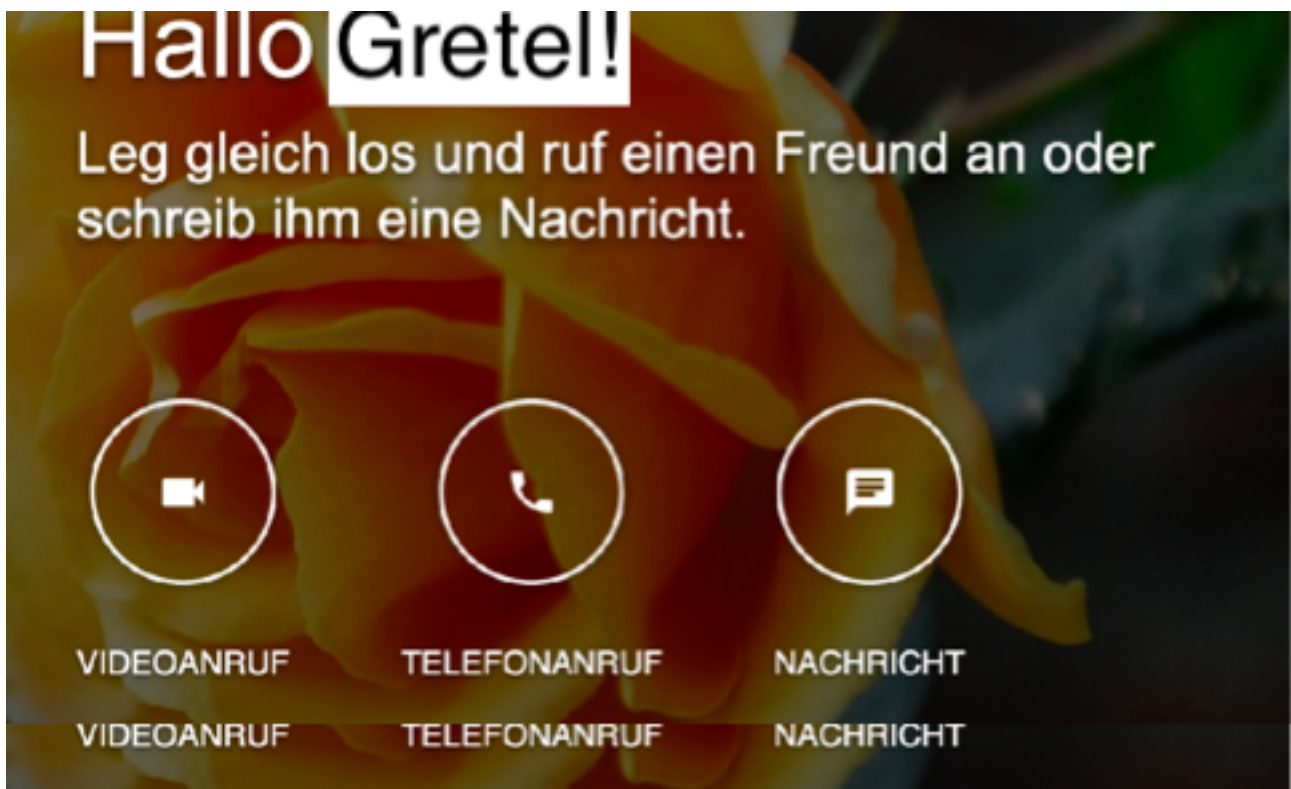 Hallo Gretel!
Leg gleich los und ruf einen Freund an oder
schreib ihm eine Nachricht.
VIDEOANRUF TELEFONANRUF NACHRICHT
VIDEOANRUF TELEFONANRUF NACHRICHT